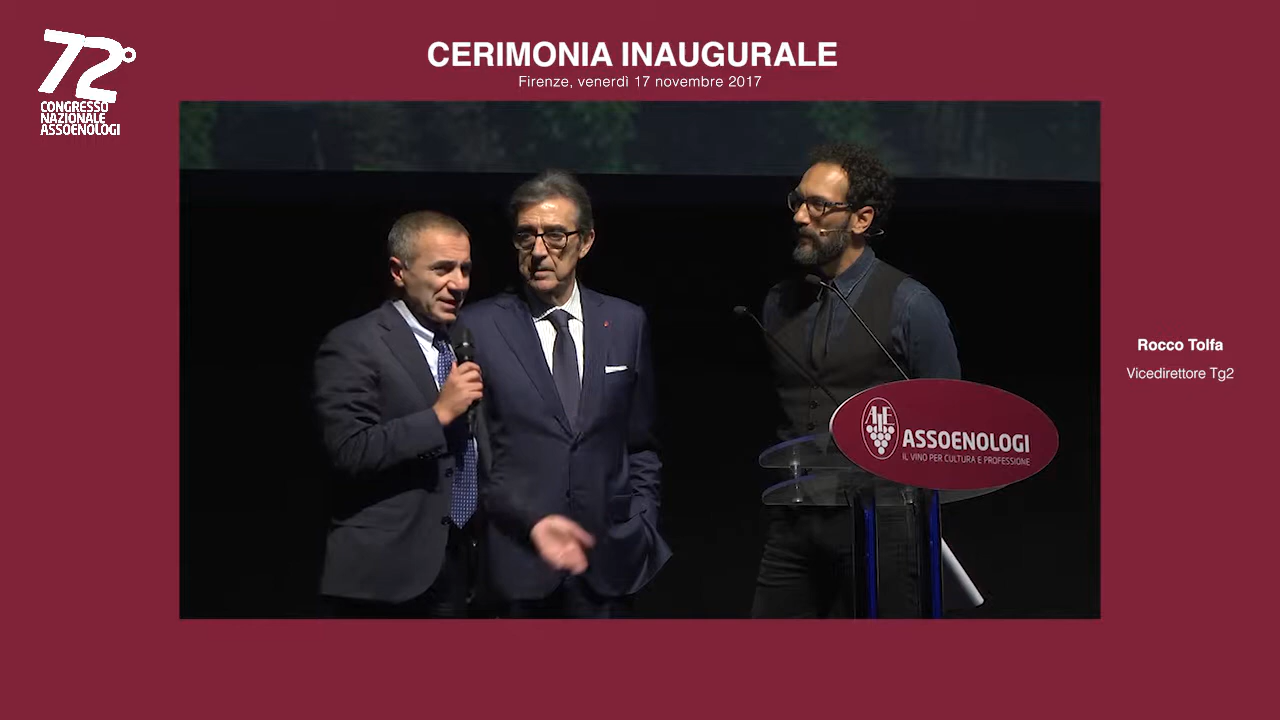 72°
CONGRESSO
NAZIONALE
ASSOENOLOGI
CERIMONIA INAUGURALE
Firenze, venerdì 17 novembre 2017
Rocco Tolfa
Vicedirettore Tg2
ASSOENOLOGI
IL VINO PER CULTURA E PROFESSIONE